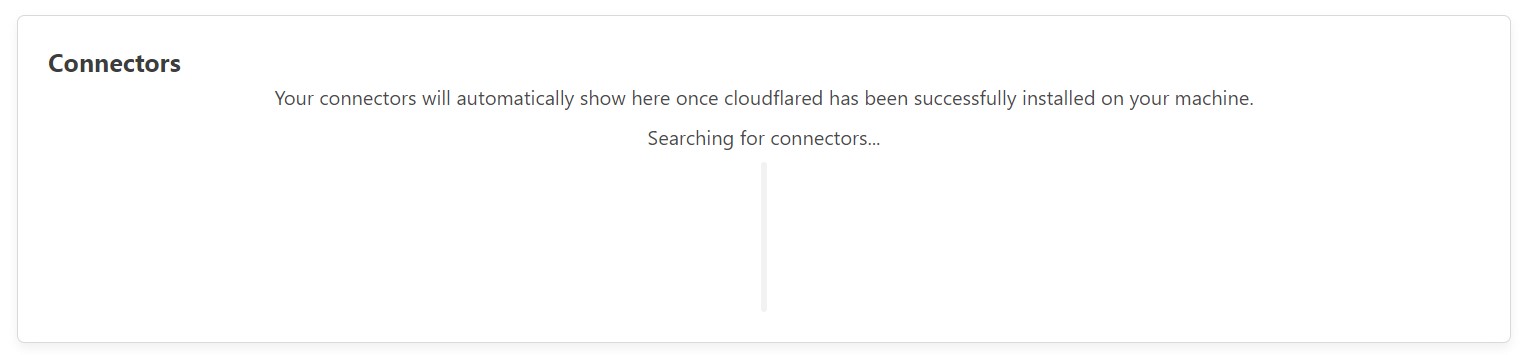 Connectors
Your connectors will automatically show here once cloudflared has been successfully installed on your machine.
Searching for connectors...